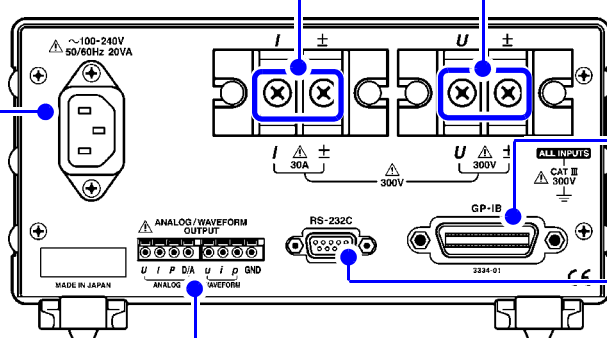 ~100-240V
50/60Hz 20VA
I ±
U ±
I ±
30A
U ±
300V
300V
ALL INPUTS
CAT III
300V
ANALOG/WAVEFORM
OUTPUT
U I P D/A u i p GND
ANALOG WAVEFORM
RS-232C
GP-IB
3334-01
MADE IN JAPAN
CE